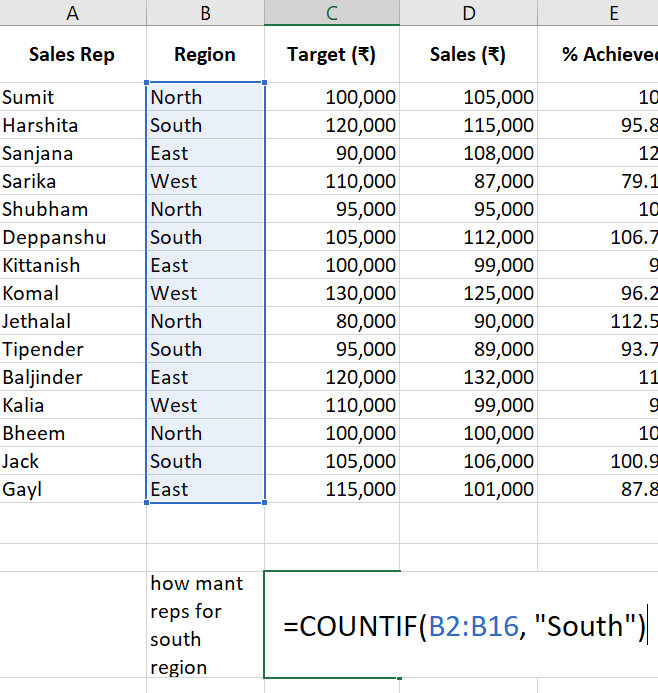 A B C D E
Sales Rep Region Target (₹) Sales (₹) % Achieve
Sumit North 100,000 105,000 10
Harshita South 120,000 115,000 95.8
Sanjana East 90,000 108,000 12
Sarika West 110,000 87,000 79.1
Shubham North 95,000 95,000 10
Deppanshu South 105,000 112,000 106.7
Kittanish East 100,000 99,000 9
Komal West 130,000 125,000 96.2
Jethalal North 80,000 90,000 112.5
Tipender South 95,000 89,000 93.7
Baljinder East 120,000 132,000 11
Kalia West 110,000 99,000 9
Bheem North 100,000 100,000 10
Jack South 105,000 106,000 100.9
Gayl East 115,000 101,000 87.8
how mant
reps for
south
region
=COUNTIF(B2:B16, "South")